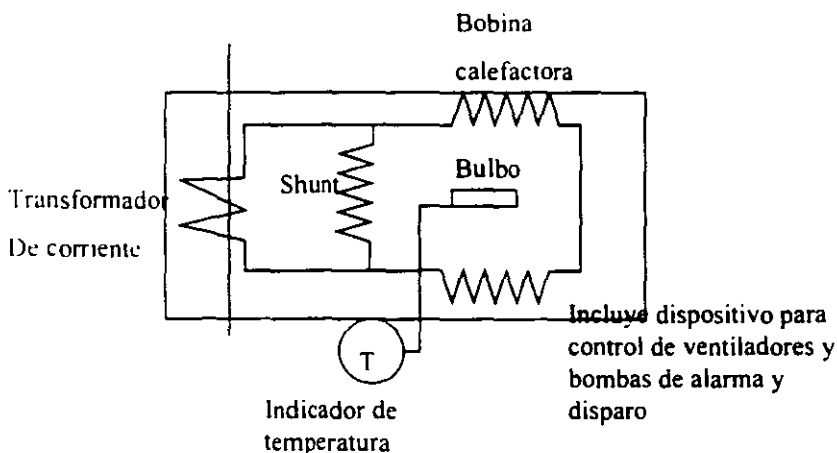 Bobina
calefactora
Shunt
Bulbo
Transformador
De corriente
T
Incluye dispositivo para
control de ventiladores y
bombas de alarma y
disparo
Indicador de
temperatura